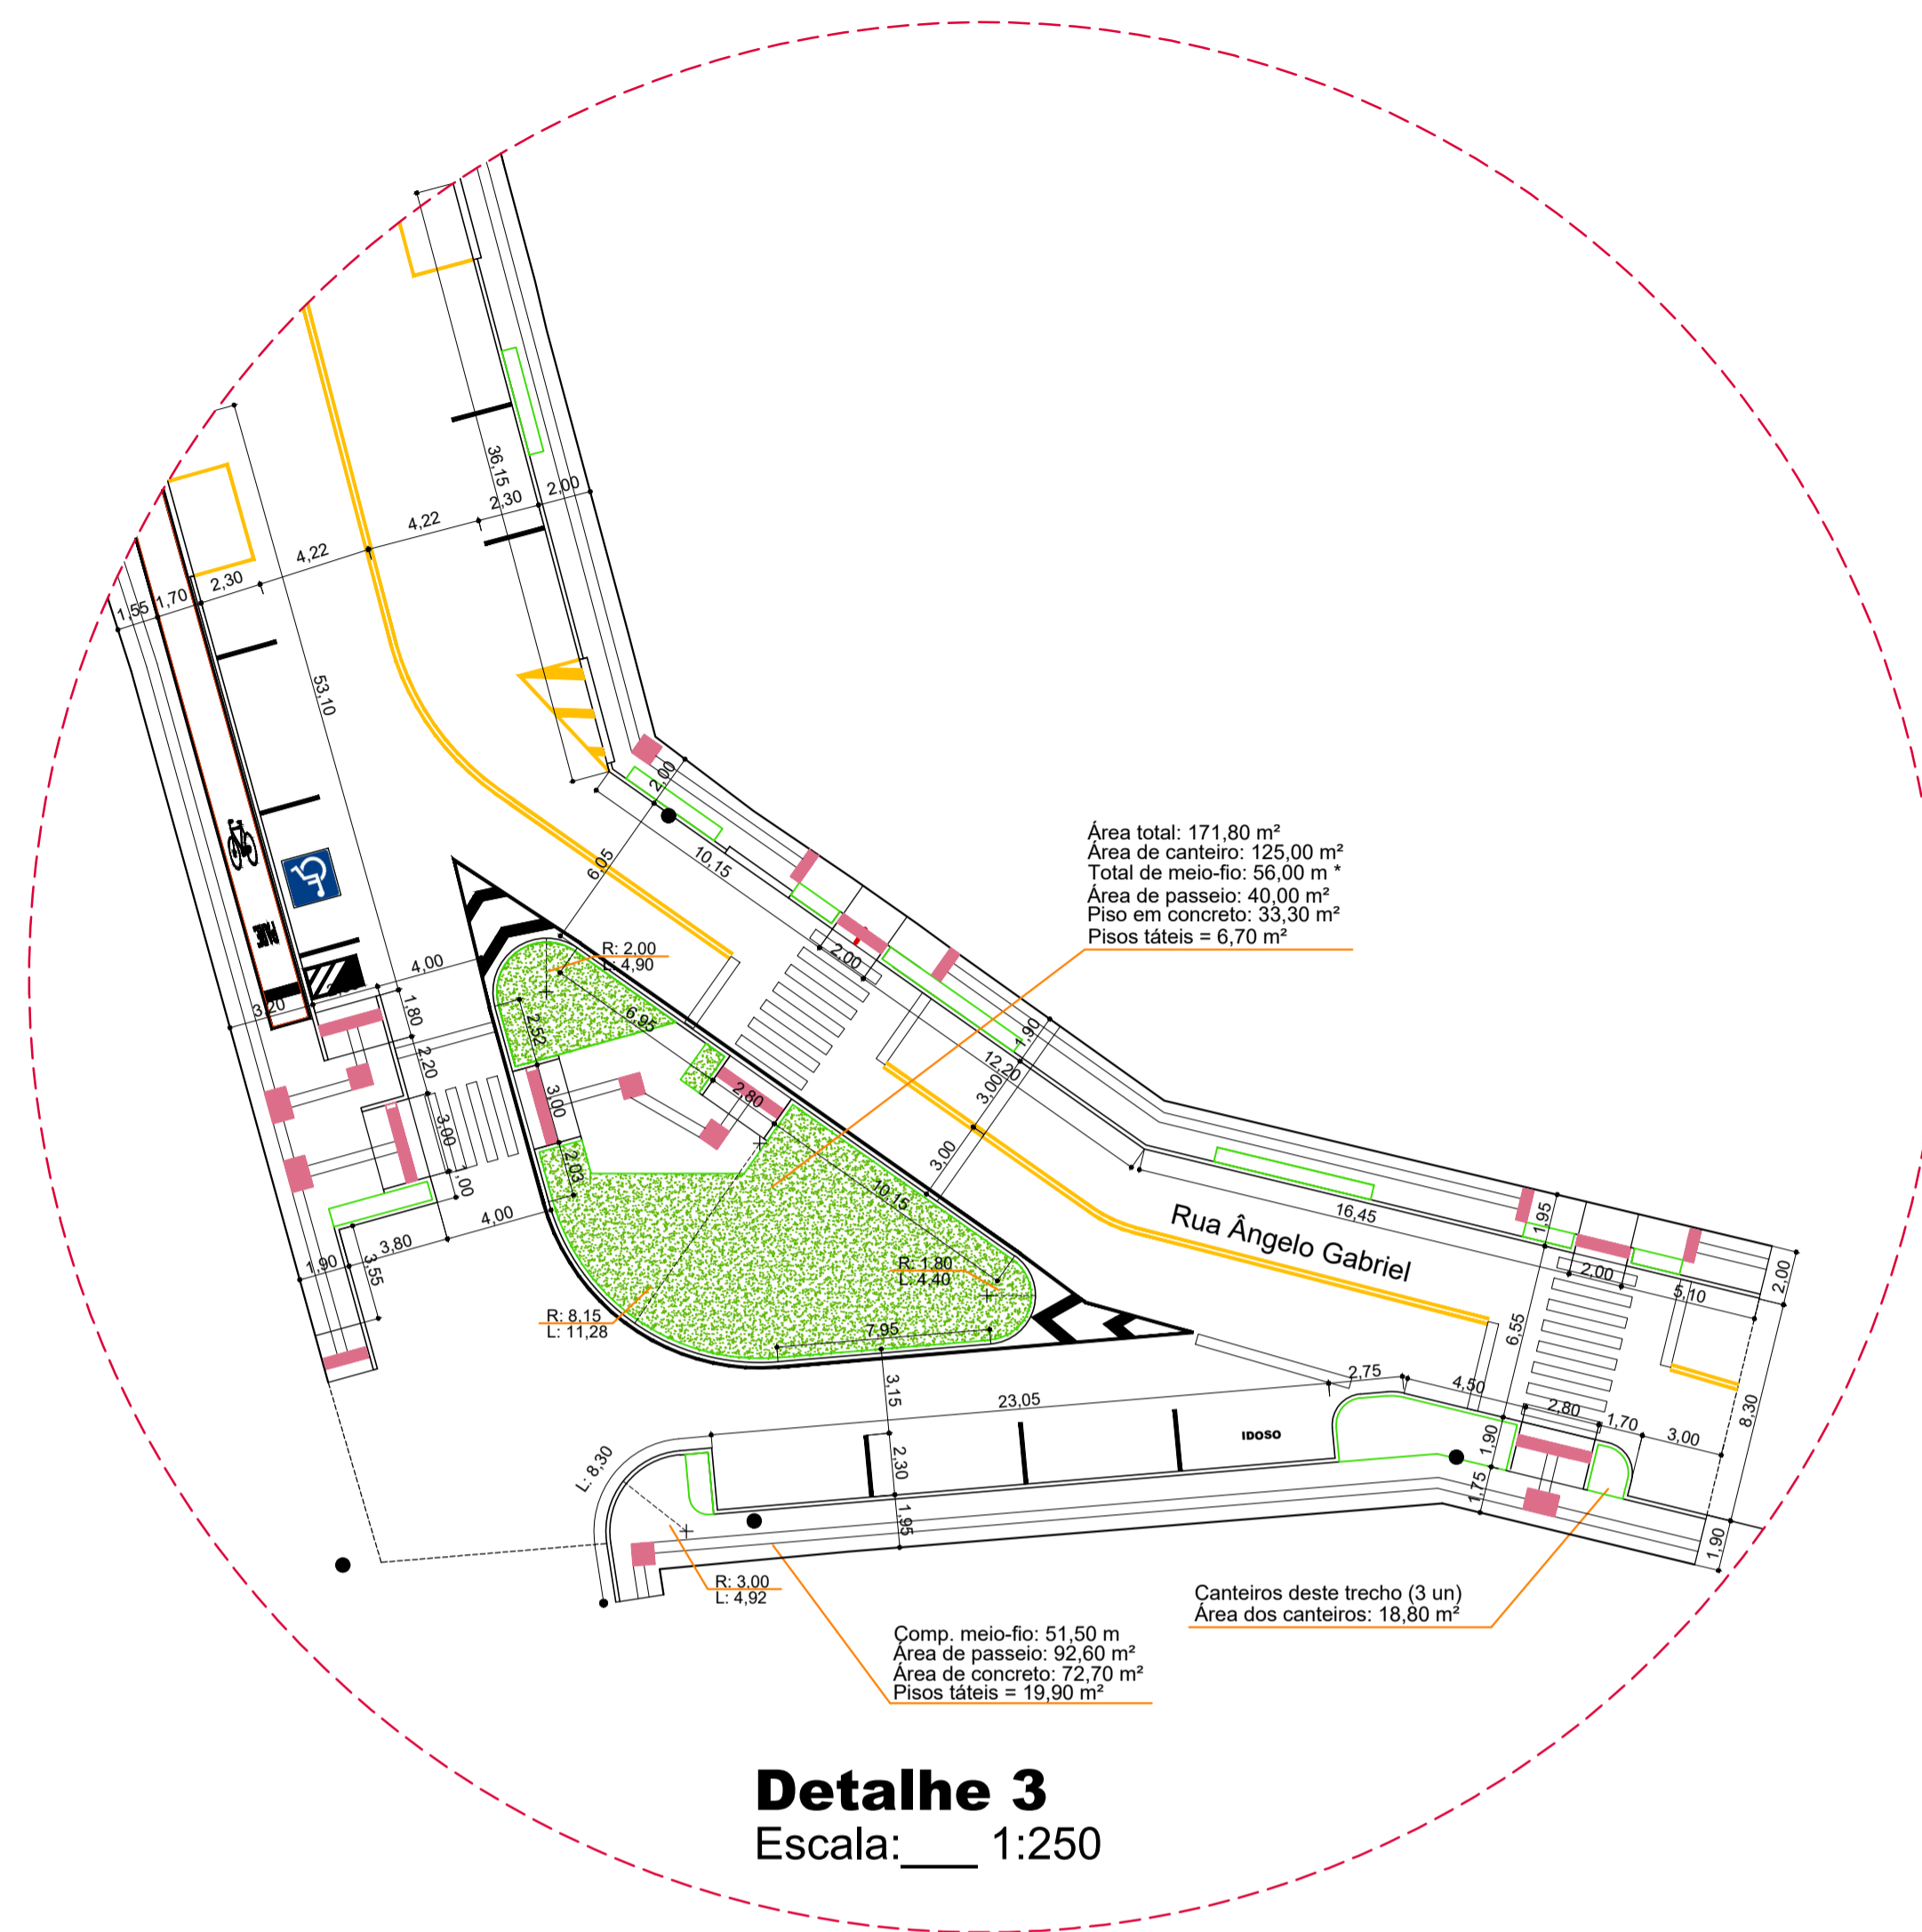 36,15
2,30
2,00
4,22
4,22
2,30
1,70
1,55
53,10
2,00
6,05
10,15
Área total: 171,80 m²
Área de canteiro: 125,00 m²
Total de meio-fio: 56,00 m *
Área de passeio: 40,00 m²
Piso em concreto: 33,30 m²
Pisos táteis = 6,70 m²
R: 2,00
L: 4,90
2,00
4,00
3,20
1,80
2,20
3,00
1,00
6,95
2,52
3,00
2,80
2,03
1,90
12,20
3,00
3,00
10,15
4,00
3,80
1,90
3,55
Rua Ângelo Gabriel
16,45
1,95
2,00
5,10
2,00
6,55
8,30
R: 1.80
L: 4.40
R: 8,15
L: 11,28
7,95
3,15
23,05
2,75
4,50
2,80
1,70
3,00
1,90
1,75
1,90
IDOSO
2,30
1,95
L: 8,30
R: 3.00
L: 4,92
Canteiros deste trecho (3 un)
Área dos canteiros: 18,80 m²
Comp. meio-fio: 51,50 m
Área de passeio: 92,60 m²
Área de concreto: 72,70 m²
Pisos táteis = 19,90 m²
Detalhe 3
Escala:___ 1:250